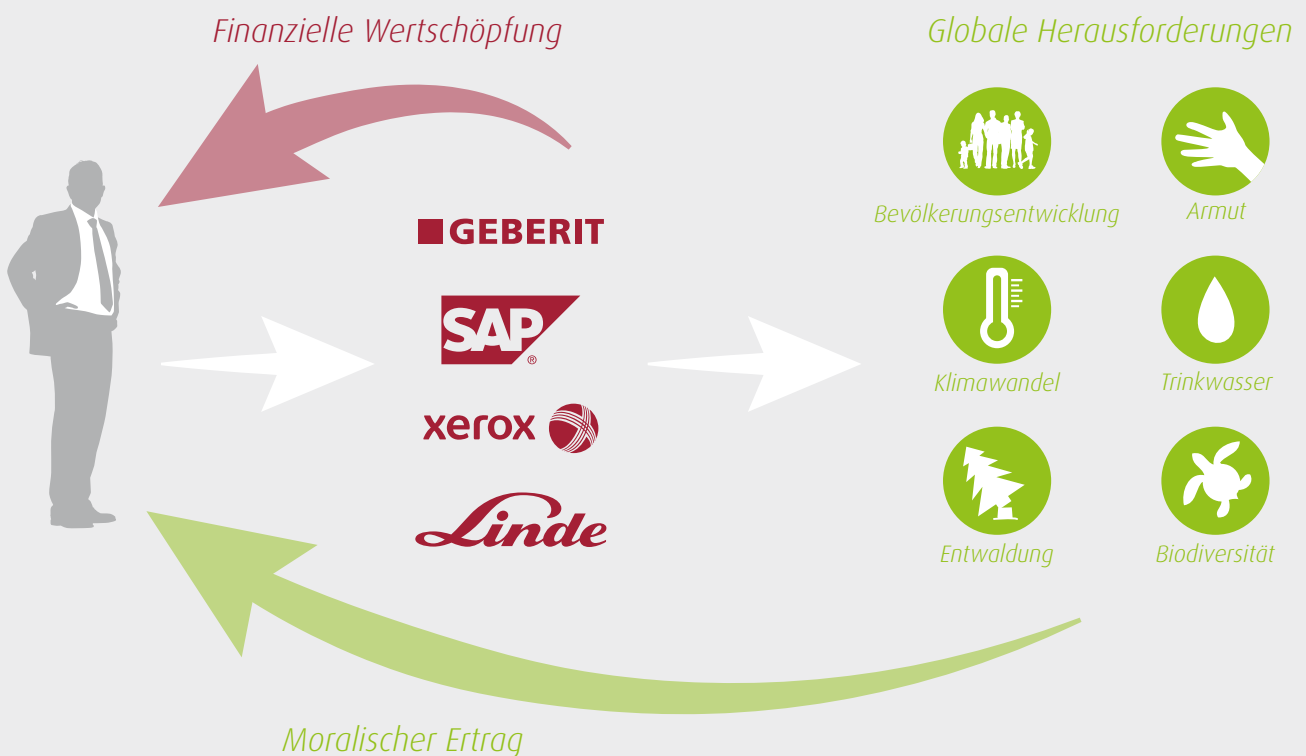 Finanzielle Wertschöpfung
Globale Herausforderungen
GEBERIT
SAP®
xerox
Linde
Bevölkerungsentwicklung
Armut
Klimawandel
Trinkwasser
Entwaldung
Biodiversität
Moralischer Ertrag